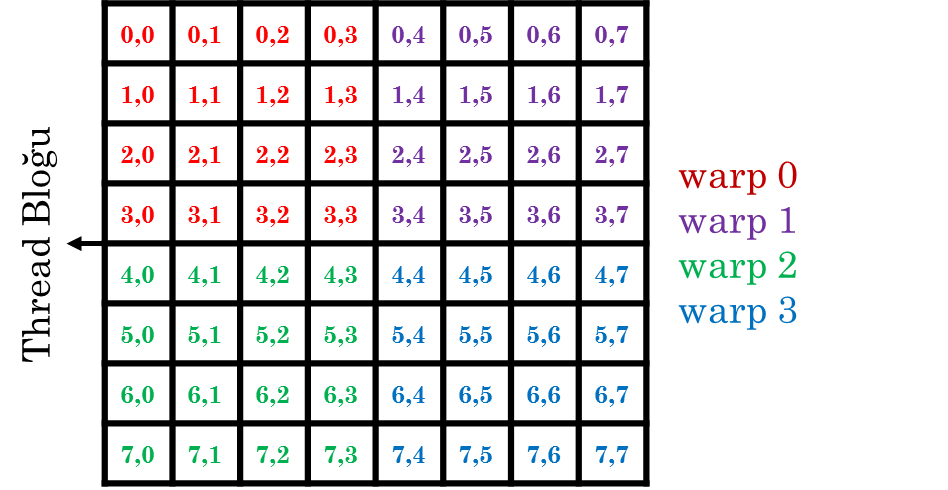 0,0 0,1 0,2 0,3 0,4 0,5 0,6 0,7
1,0 1,1 1,2 1,3 1,4 1,5 1,6 1,7
2,0 2,1 2,2 2,3 2,4 2,5 2,6 2,7
3,0 3,1 3,2 3,3 3,4 3,5 3,6 3,7
4,0 4,1 4,2 4,3 4,4 4,5 4,6 4,7
5,0 5,1 5,2 5,3 5,4 5,5 5,6 5,7
6,0 6,1 6,2 6,3 6,4 6,5 6,6 6,7
7,0 7,1 7,2 7,3 7,4 7,5 7,6 7,7
Thread Bloğu
warp 0
warp 1
warp 2
warp 3